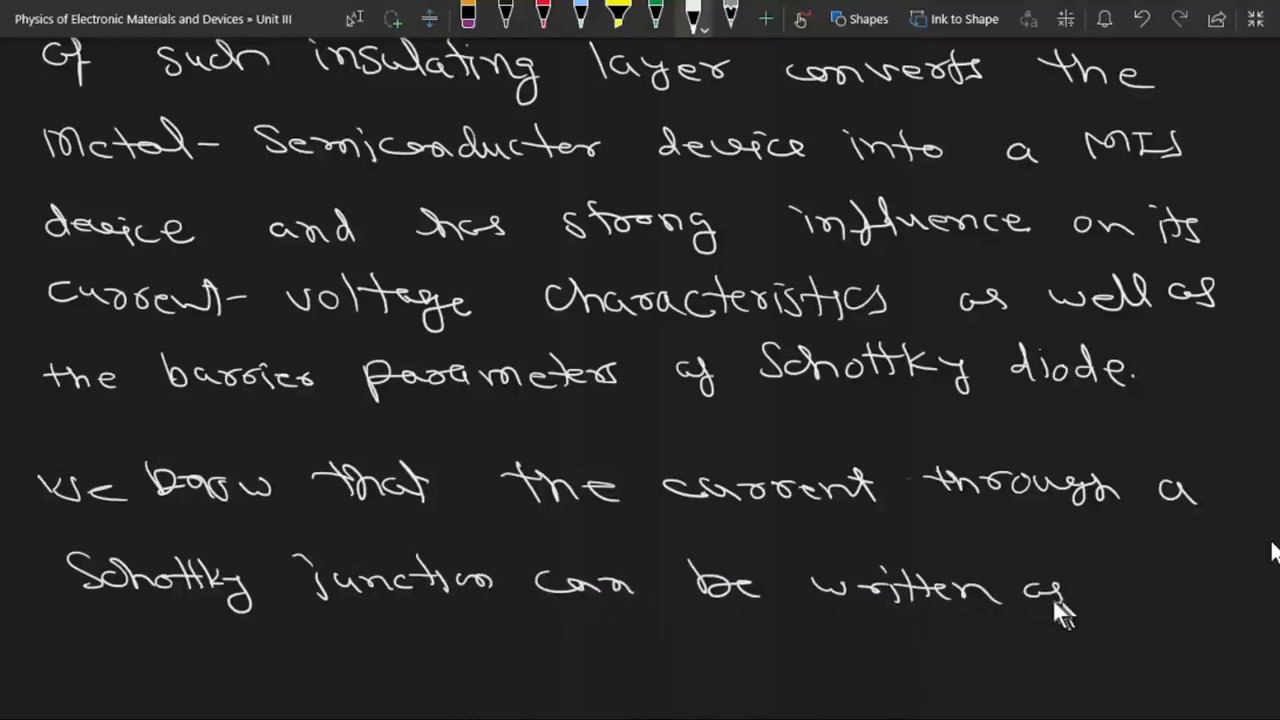 Physics of Electronic Materials and Devices » Unit III
Shapes
Ink to Shape
of such insulating layer converts the
Metal- Semiconductor device into a MIS
device and has strong influence on its
current- voltage characteristics as well as
the barrier parameters of Schottky diode.
we know that the current through a
Schottky junction can be written as